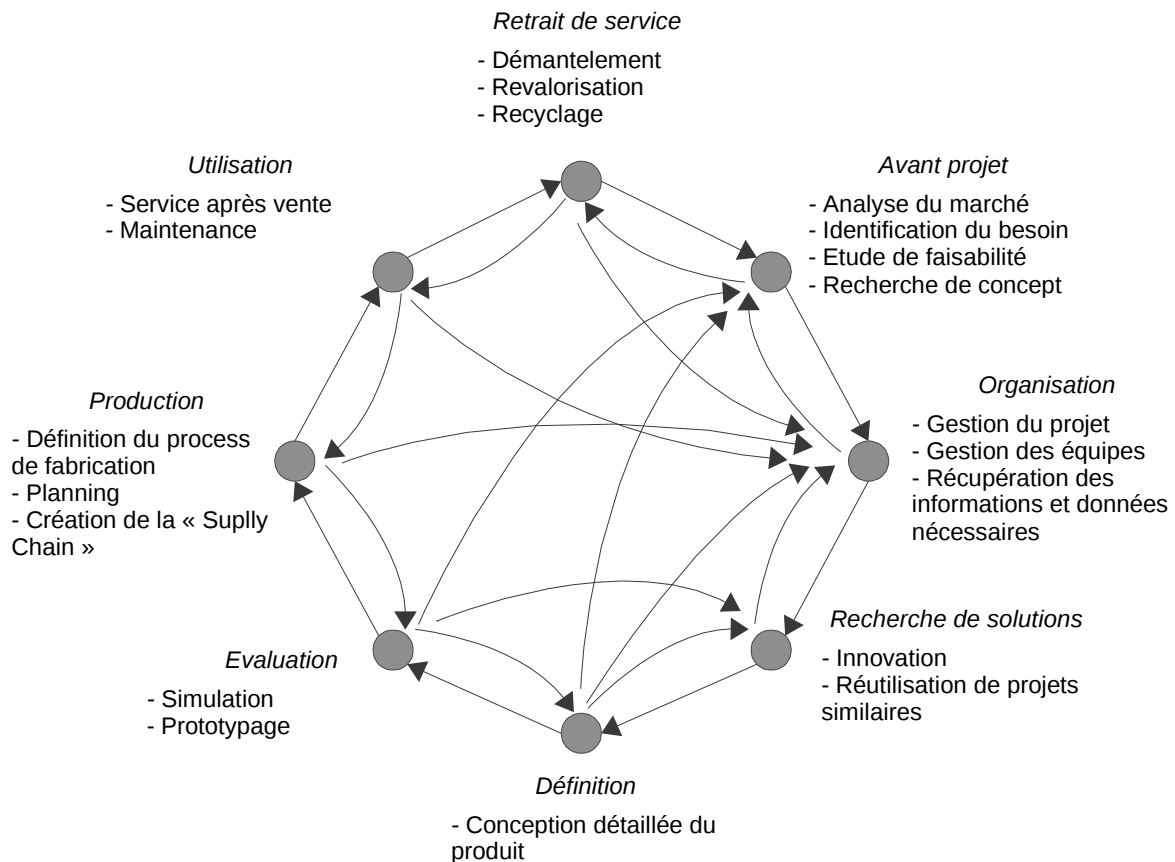 Retrait de service
- Démantelement
- Revalorisation
- Recyclage
Utilisation
- Service après vente
- Maintenance
Avant projet
- Analyse du marché
- Identification du besoin
- Etude de faisabilité
- Recherche de concept
Production
- Définition du process
de fabrication
- Planning
- Création de la « Suplly
Chain »
Organisation
- Gestion du projet
- Gestion des équipes
- Récupération des
informations et données
nécessaires
Evaluation
- Simulation
- Prototypage
Recherche de solutions
- Innovation
- Réutilisation de projets
similaires
Définition
- Conception détaillée du
produit